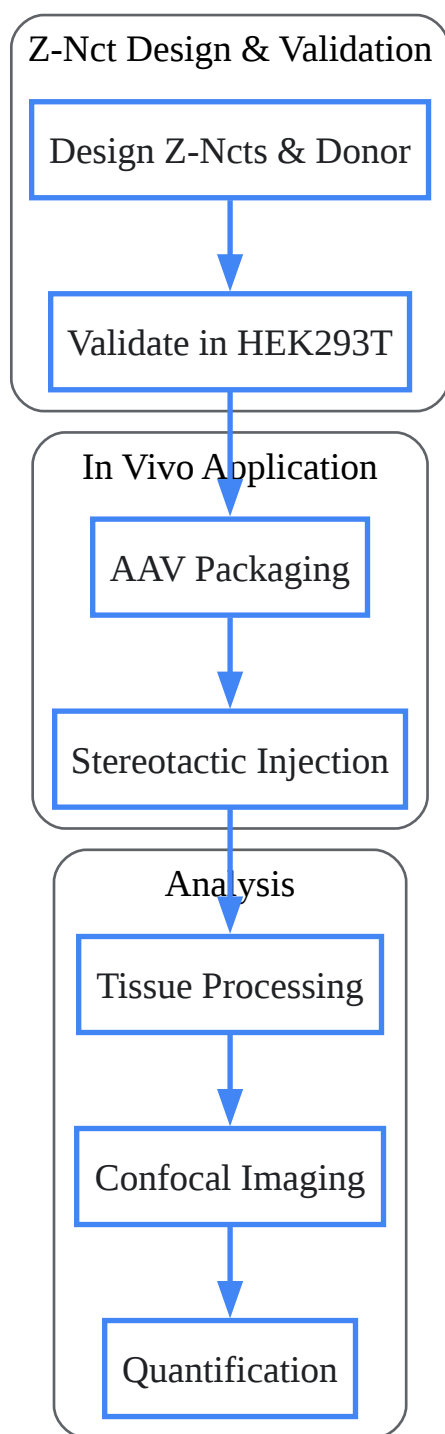 Z-Nct Design & Validation
Design Z-Ncts & Donor
Validate in HEK293T
In Vivo Application
AAV Packaging
Stereotactic Injection
Analysis
Tissue Processing
Confocal Imaging
Quantification